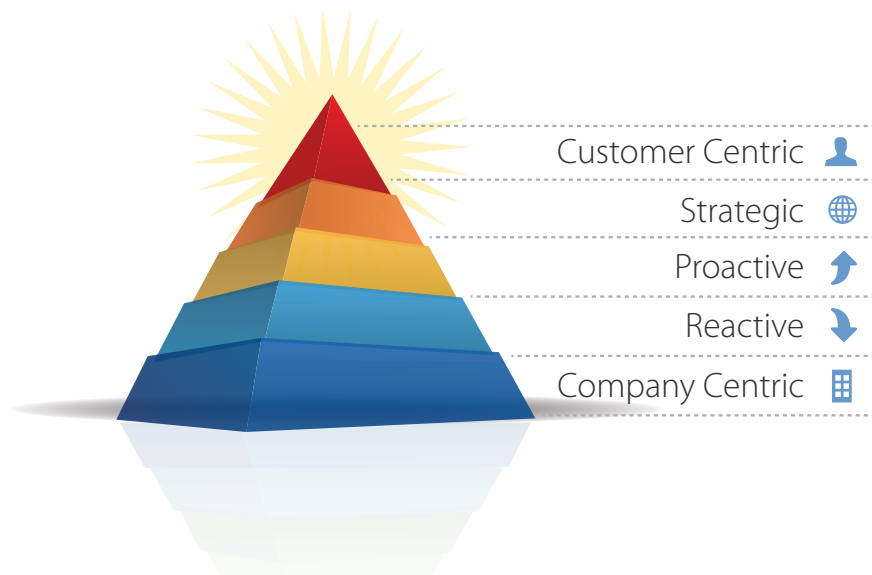 Customer Centric
Strategic
Proactive
Reactive
Company Centric